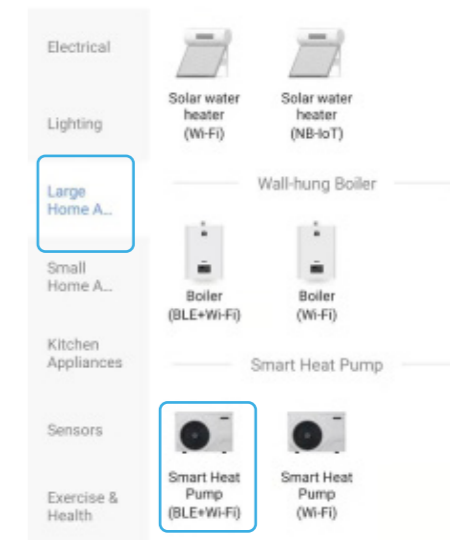 Electrical
Lighting
Large
Home A...
Small
Home A...
Kitchen
Appliances
Sensors
Exercise &
Health
Solar water
heater
(Wi-Fi)
Solar water
heater
(NB-IoT)
Wall-hung Boiler
Boiler
(BLE+Wi-Fi)
Boiler
(Wi-Fi)
Smart Heat Pump
Smart Heat
Pump
(BLE+Wi-Fi)
Smart Heat
Pump
(Wi-Fi)